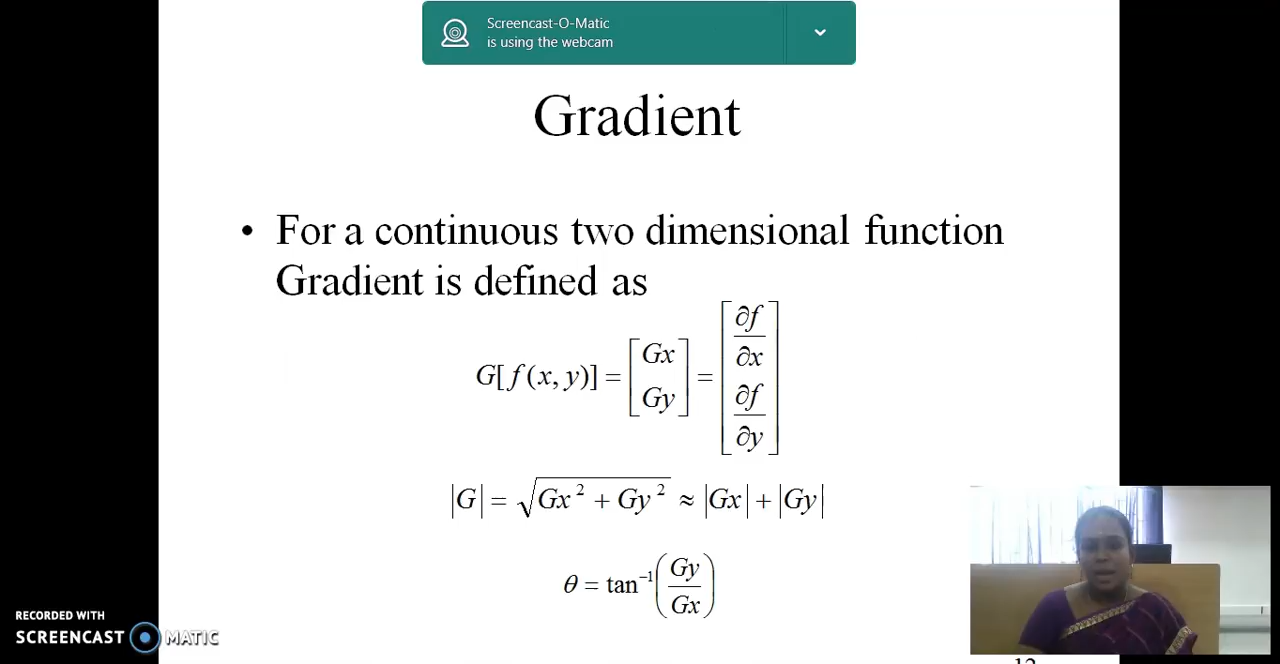 Screencast-O-Matic
is using the webcam
Gradient
• For a continuous two dimensional function
Gradient is defined as
G[f(x, y)] = [Gx Gy] = [∂f/∂x ∂f/∂y]
|G| = √(Gx² + Gy²) ≈ |Gx| + |Gy|
θ = tan⁻¹(Gy/Gx)
RECORDED WITH
SCREENCAST MATIC